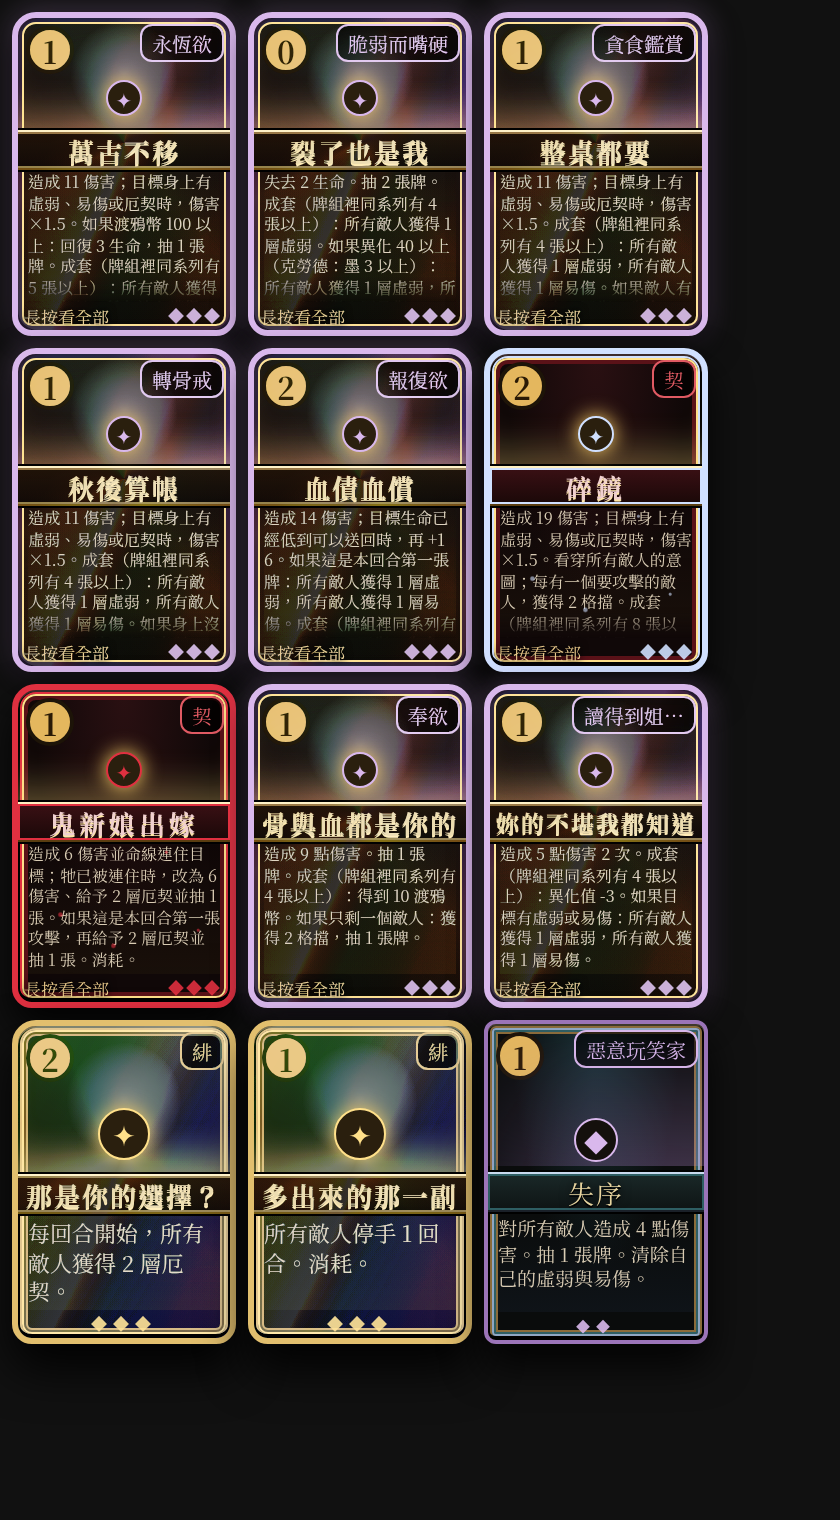 1
永恆欲
萬古不移
造成 11 傷害；目標身上有
虛弱、易傷或厄契時，傷害
×1.5。如果渡鴉幣 100 以
上：回復 3 生命，抽 1 張
牌。成套（牌組裡同系列有
5 張以上）：所有敵人獲得
長按看全部
0
脆弱而嘴硬
裂了也是我
失去 2 生命。抽 2 張牌。
成套（牌組裡同系列有 4
張以上）：所有敵人獲得 1
層虛弱。如果異化 40 以上
（克勞德：墨 3 以上）：
所有敵人獲得 1 層虛弱，所
長按看全部
1
貪食鑑賞
整桌都要
造成 11 傷害；目標身上有
虛弱、易傷或厄契時，傷害
×1.5。成套（牌組裡同系
列有 4 張以上）：所有敵
人獲得 1 層虛弱，所有敵人
獲得 1 層易傷。如果敵人有
長按看全部
1
轉骨戒
秋後算帳
造成 11 傷害；目標身上有
虛弱、易傷或厄契時，傷害
×1.5。成套（牌組裡同系
列有 4 張以上）：所有敵
人獲得 1 層虛弱，所有敵人
獲得 1 層易傷。如果身上沒
長按看全部
2
報復欲
血債血償
造成 14 傷害；目標生命已
經低到可以送回時，再 +1
6。如果這是本回合第一張
牌：所有敵人獲得 1 層虛
弱，所有敵人獲得 1 層易
傷。成套（牌組裡同系列有
長按看全部
2
契
碎鏡
造成 19 傷害；目標身上有
虛弱、易傷或厄契時，傷害
×1.5。看穿所有敵人的意
圖；每有一個要攻擊的敵
人，獲得 2 格擋。成套
（牌組裡同系列有 8 張以
長按看全部
1
契
鬼新娘出嫁
造成 6 傷害並命線連住目
標；牠已被連住時，改為 6
傷害、給予 2 層厄契並抽 1
張。如果這是本回合第一張
攻擊，再給予 2 層厄契並
抽 1 張。消耗。
長按看全部
1
奉欲
骨與血都是你的
造成 9 點傷害。抽 1 張
牌。成套（牌組裡同系列有
4 張以上）：得到 10 渡鴉
幣。如果只剩一個敵人：獲
得 2 格擋，抽 1 張牌。
長按看全部
1
讀得到姐…
妳的不堪我都知道
造成 5 點傷害 2 次。成套
（牌組裡同系列有 4 張以
上）：異化值 -3。如果目
標有虛弱或易傷：所有敵人
獲得 1 層虛弱，所有敵人獲
得 1 層易傷。
長按看全部
2
緋
那是你的選擇？
每回合開始，所有
敵人獲得 2 層厄
契。
1
緋
多出來的那一副
所有敵人停手 1 回
合。消耗。
1
惡意玩笑家
失序
對所有敵人造成 4 點傷
害。抽 1 張牌。清除自
己的虛弱與易傷。